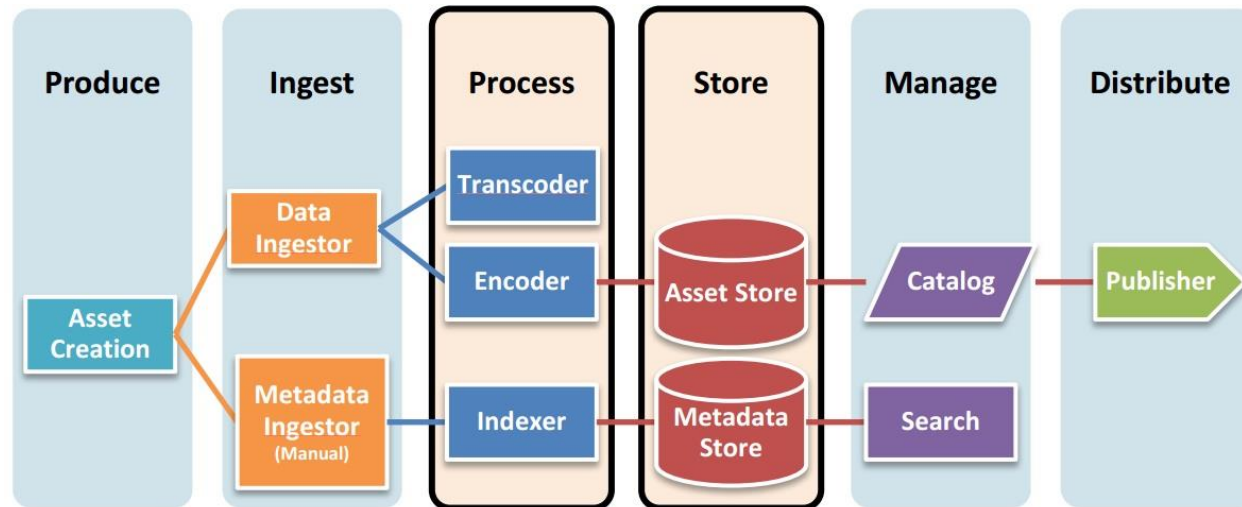 Produce
Ingest
Process
Store
Manage
Distribute
Asset
Creation
Data
Ingestor
Metadata
Ingestor
(Manual)
Transcoder
Encoder
Indexer
Asset Store
Metadata
Store
Catalog
Search
Publisher